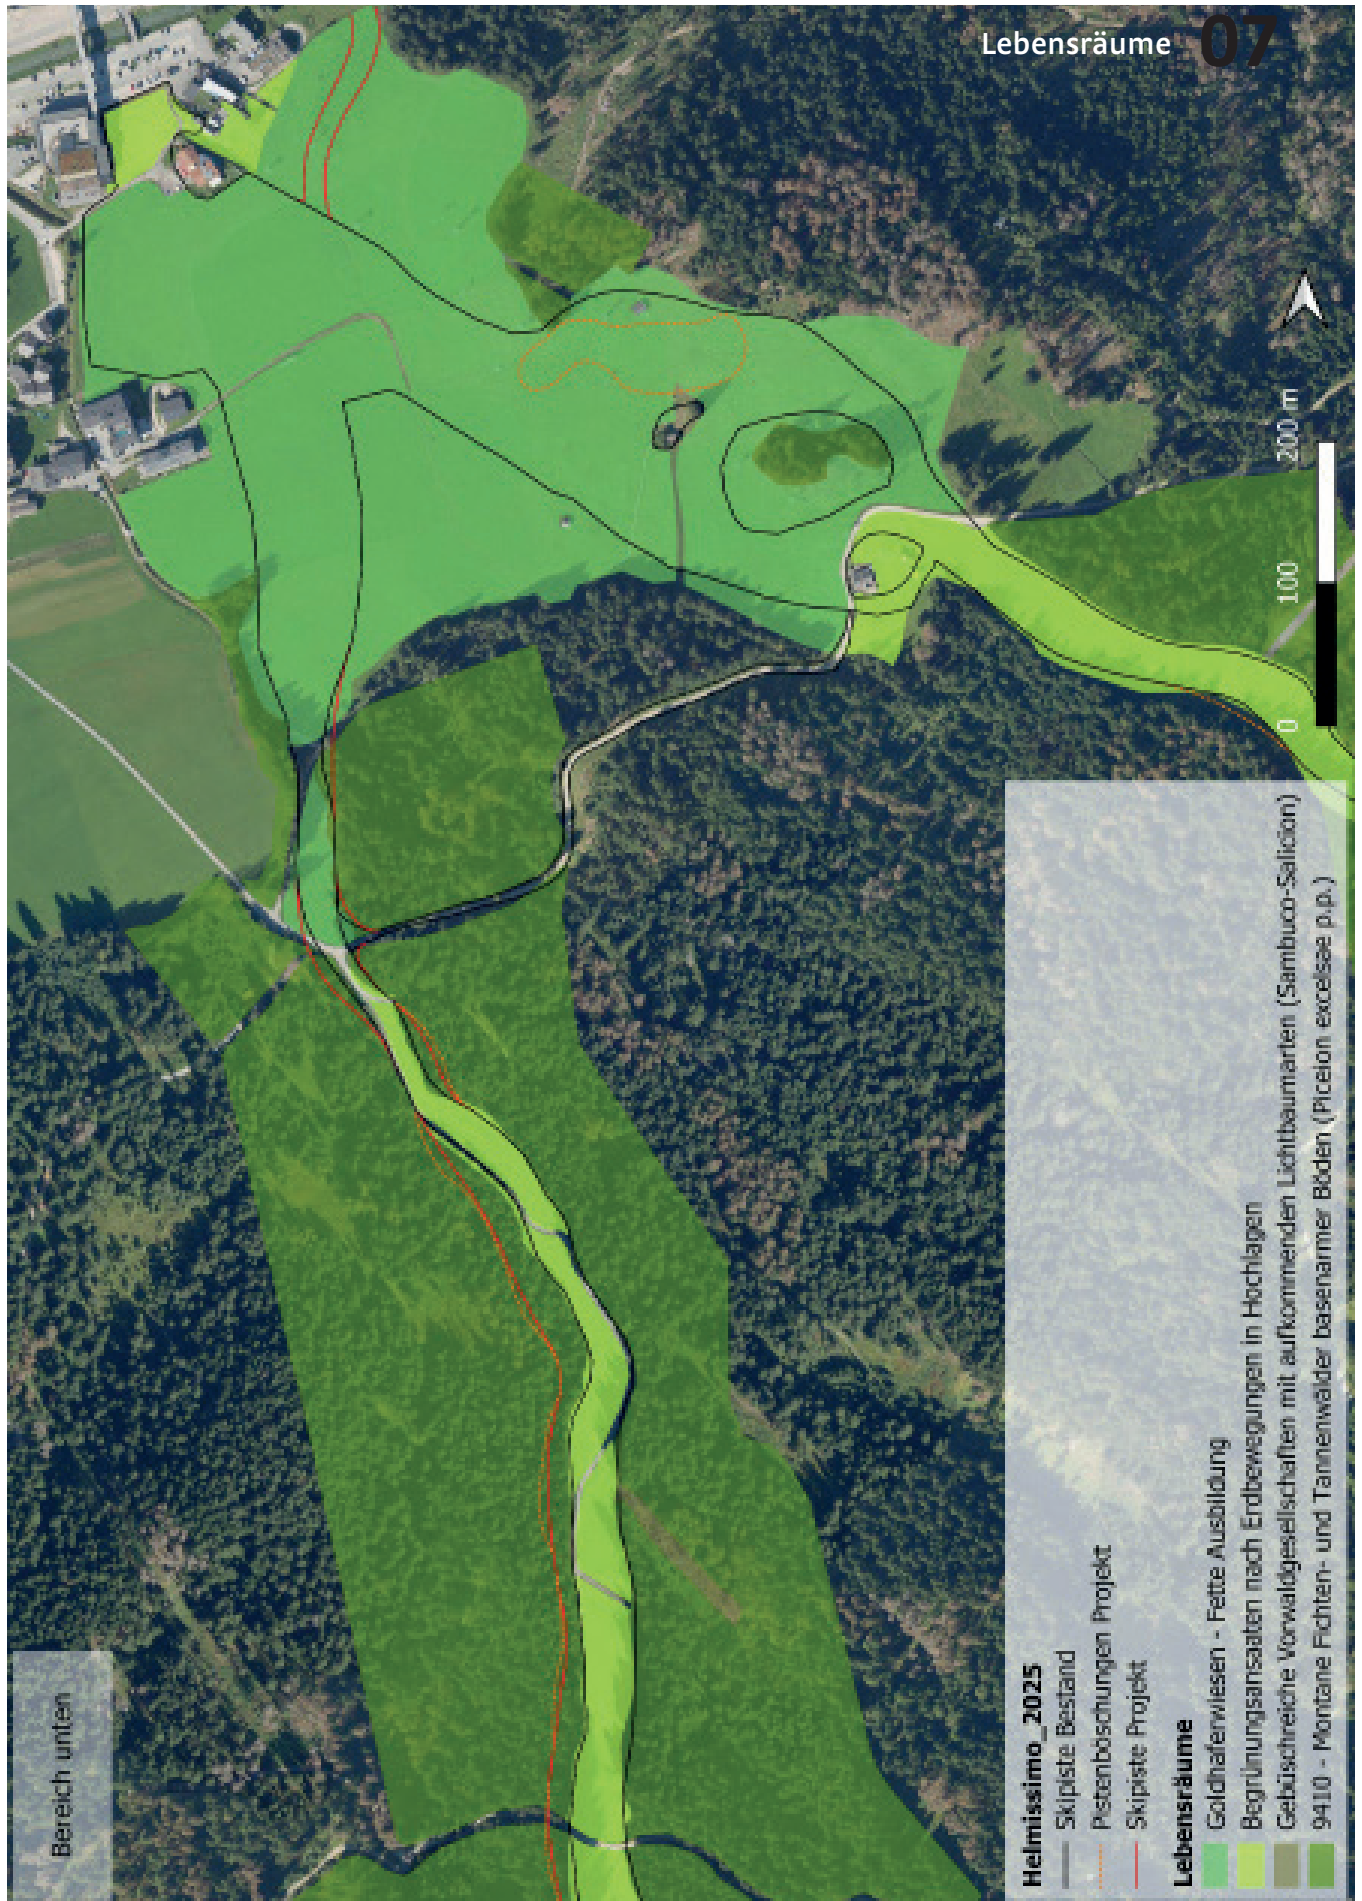 Lebensräume 07
Bereich unten
Helmissimo_2025
Skipiste Bestand
Pistenböschungen Projekt
Skipiste Projekt
Lebensräume
Goldhaferwiesen - Fette Ausbildung
Begrünungsansaaten nach Erdbewegungen in Hochlagen
Gebüschreiche Vorwaldgesellschaften mit aufkommenden Lichtbaumarten (Sambuco-Salicion)
9410 - Montane Fichten- und Tannenwälder basenarmer Böden (Piceion excelsae p.p.)
0 100 200 m